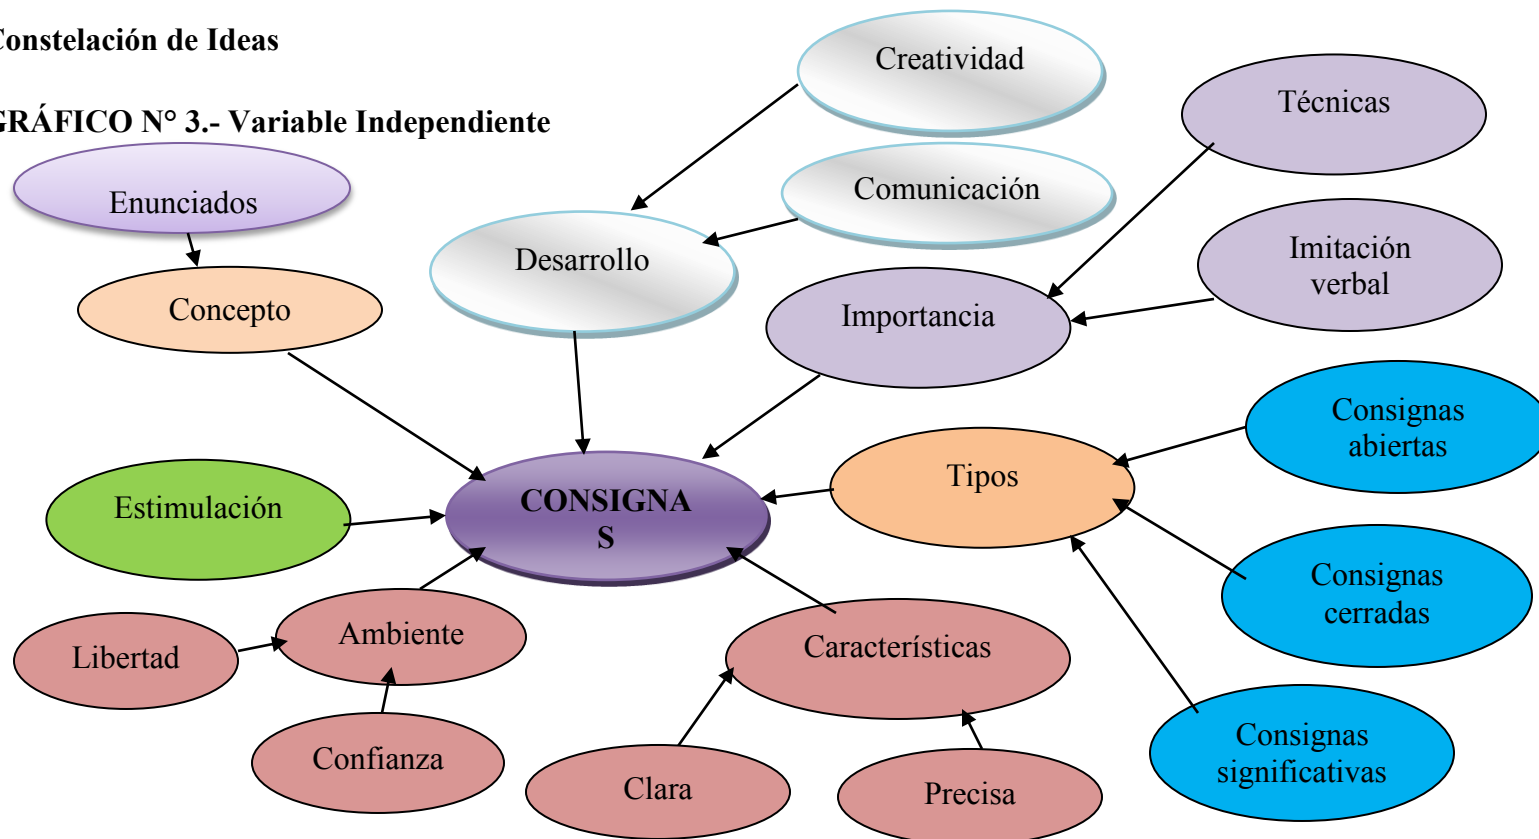 Constelación de Ideas
GRÁFICO N° 3.- Variable Independiente
Creatividad
Técnicas
Enunciados
Comunicación
Desarrollo
Imitación
verbal
Concepto
Importancia
Consignas
abiertas
Estimulación
CONSIGNA
S
Tipos
Consignas
cerradas
Libertad
Ambiente
Característísicas
Confianza
Clara
Precisa
Consignas
significativas